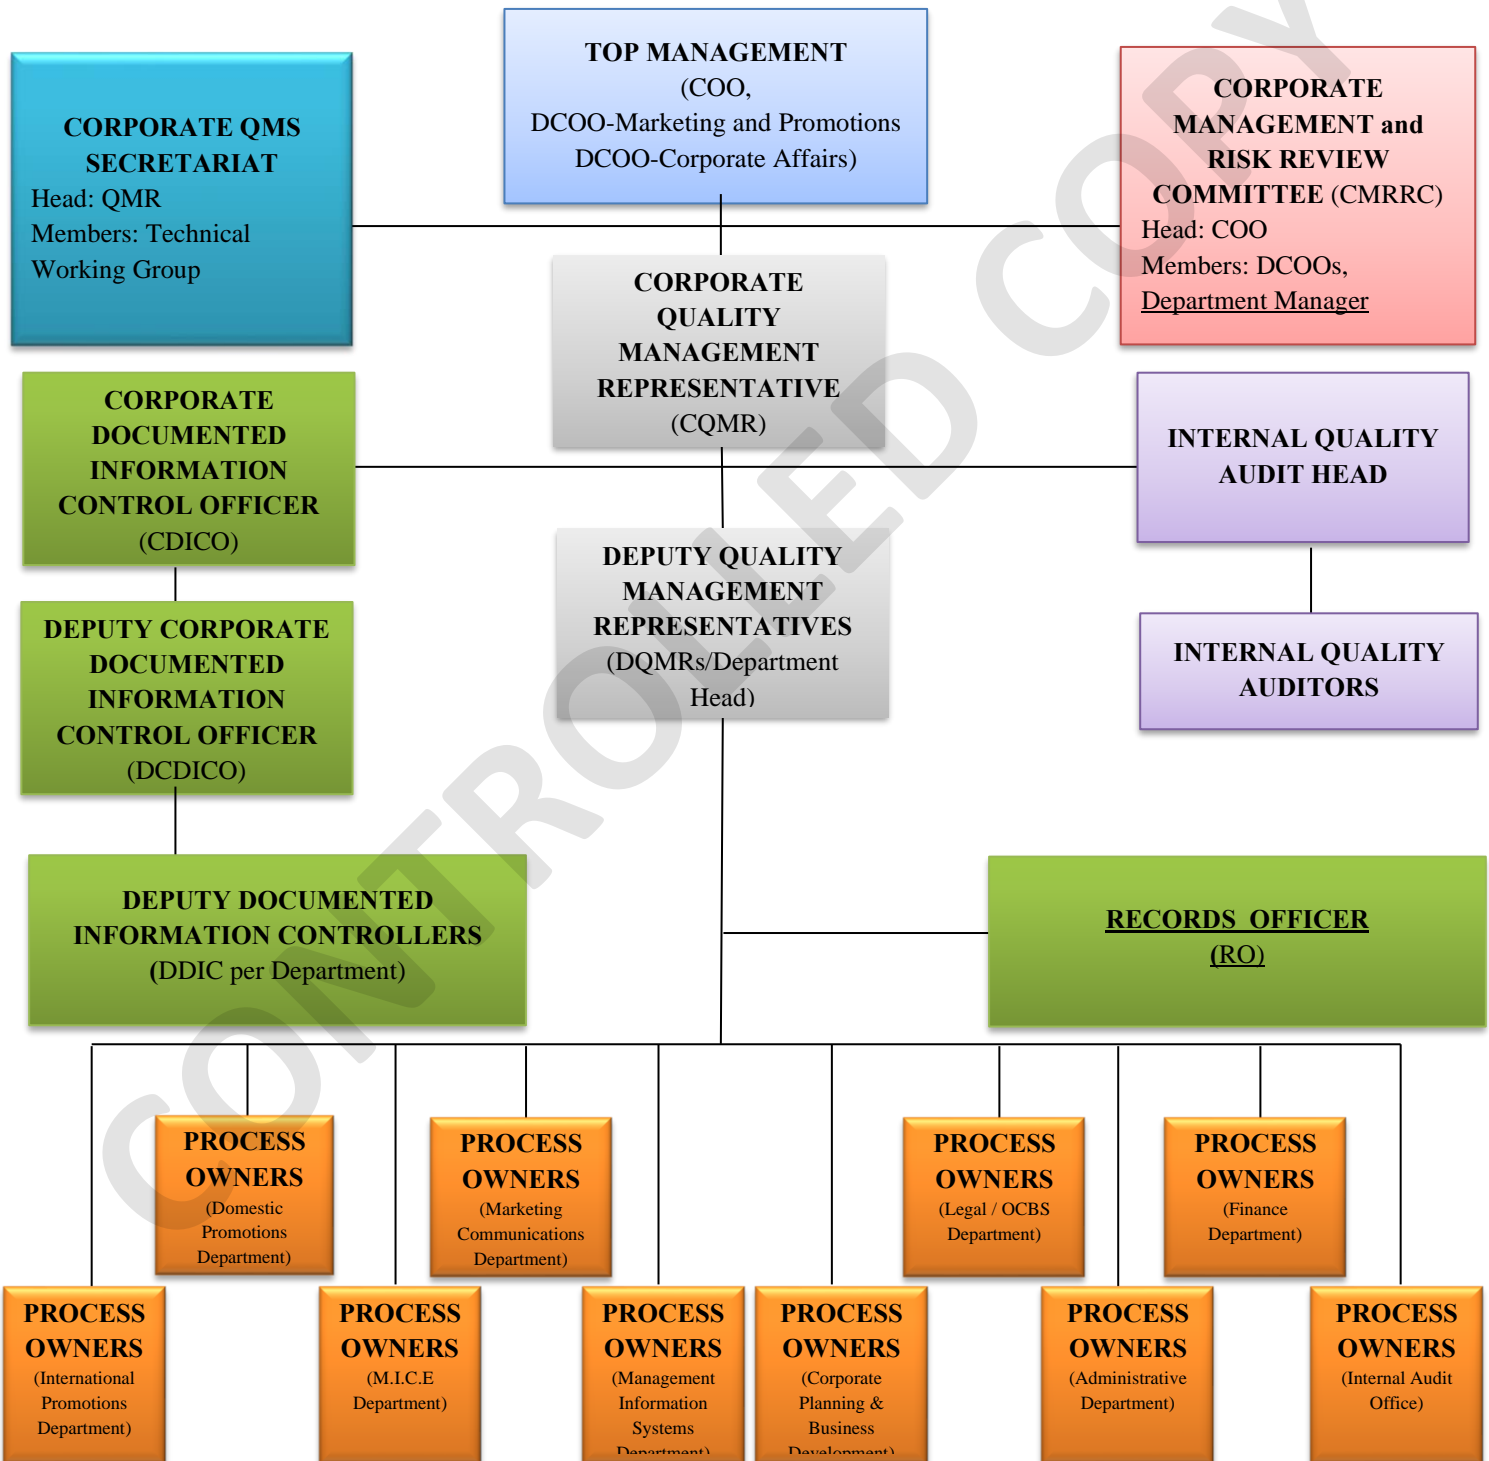 TOP MANAGEMENT
(COO,
DCOO-Marketing and Promotions
DCOO-Corporate Affairs)
CORPORATE QMS
SECRETARIAT
Head: QMR
Members: Technical
Working Group
CORPORATE
MANAGEMENT and
RISK REVIEW
COMMITTEE (CMRRC)
Head: COO
Members: DCOOs,
Department Manager
CORPORATE
QUALITY
MANAGEMENT
REPRESENTATIVE
(CQMR)
CORPORATE
DOCUMENTED
INFORMATION
CONTROL OFFICER
(CDICO)
INTERNAL QUALITY
AUDIT HEAD
DEPUTY QUALITY
MANAGEMENT
REPRESENTATIVES
(DQMRs/Department
Head)
DEPUTY CORPORATE
DOCUMENTED
INFORMATION
CONTROL OFFICER
(DCDICO)
INTERNAL QUALITY
AUDITORS
DEPUTY DOCUMENTED
INFORMATION CONTROLLERS
(DDIC per Department)
RECORDS OFFICER
(RO)
PROCESS
OWNERS
(Domestic
Promotions
Department)
PROCESS
OWNERS
(Marketing
Communications
Department)
PROCESS
OWNERS
(Legal / OCBS
Department)
PROCESS
OWNERS
(Finance
Department)
PROCESS
OWNERS
(International
Promotions
Department)
PROCESS
OWNERS
(M.I.C.E
Department)
PROCESS
OWNERS
(Management
Information
Systems
Department)
PROCESS
OWNERS
(Corporate
Planning &
Business
Development)
PROCESS
OWNERS
(Administrative
Department)
PROCESS
OWNERS
(Internal Audit
Office)
CONTROLLED COPY